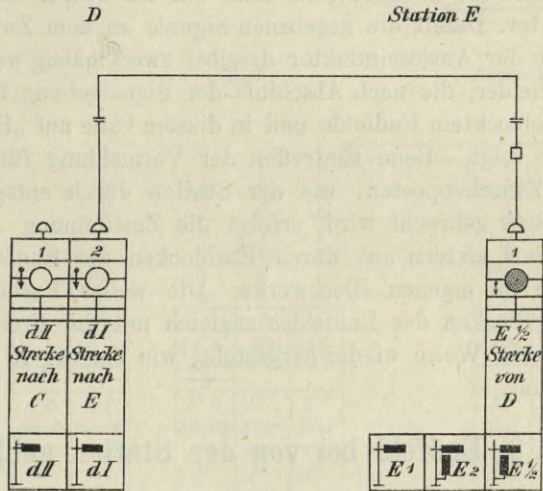 D Station E
1 2 1
dII dI E 1/2
Strecke Strecke Strecke
nach nach von
C E D
dII dI E1 E2 E 1/2